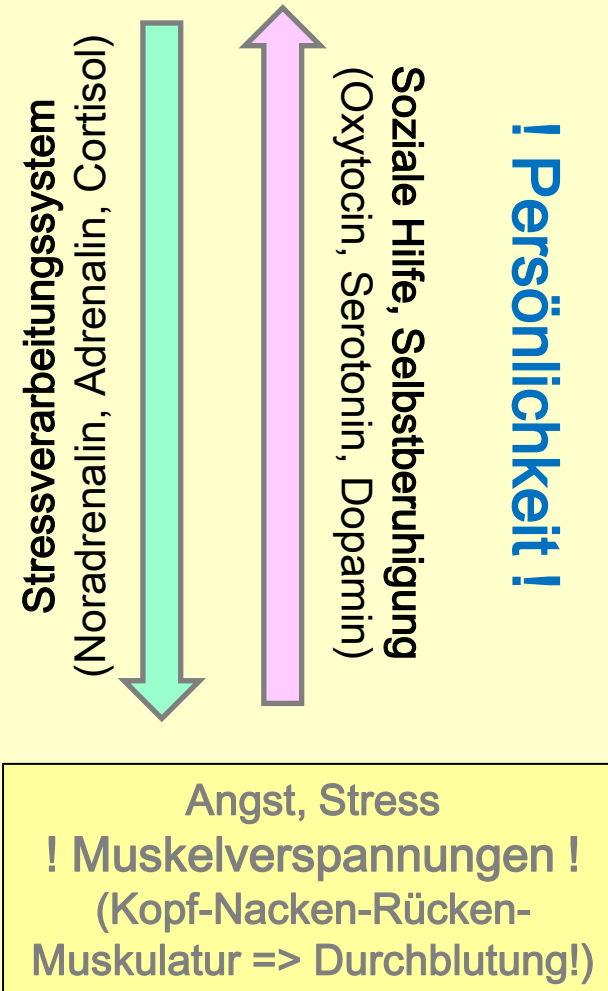 Stressverarbeitungssystem
(Noradrenalin, Adrenalin, Cortisol)
Soziale Hilfe, Selbstberuhigung
(Oxytocin, Serotonin, Dopamin)
! Persönlichkeit !
Angst, Stress
! Muskelverspannungen !
(Kopf-Nacken-Rücken-
Muskulatur => Durchblutung!)